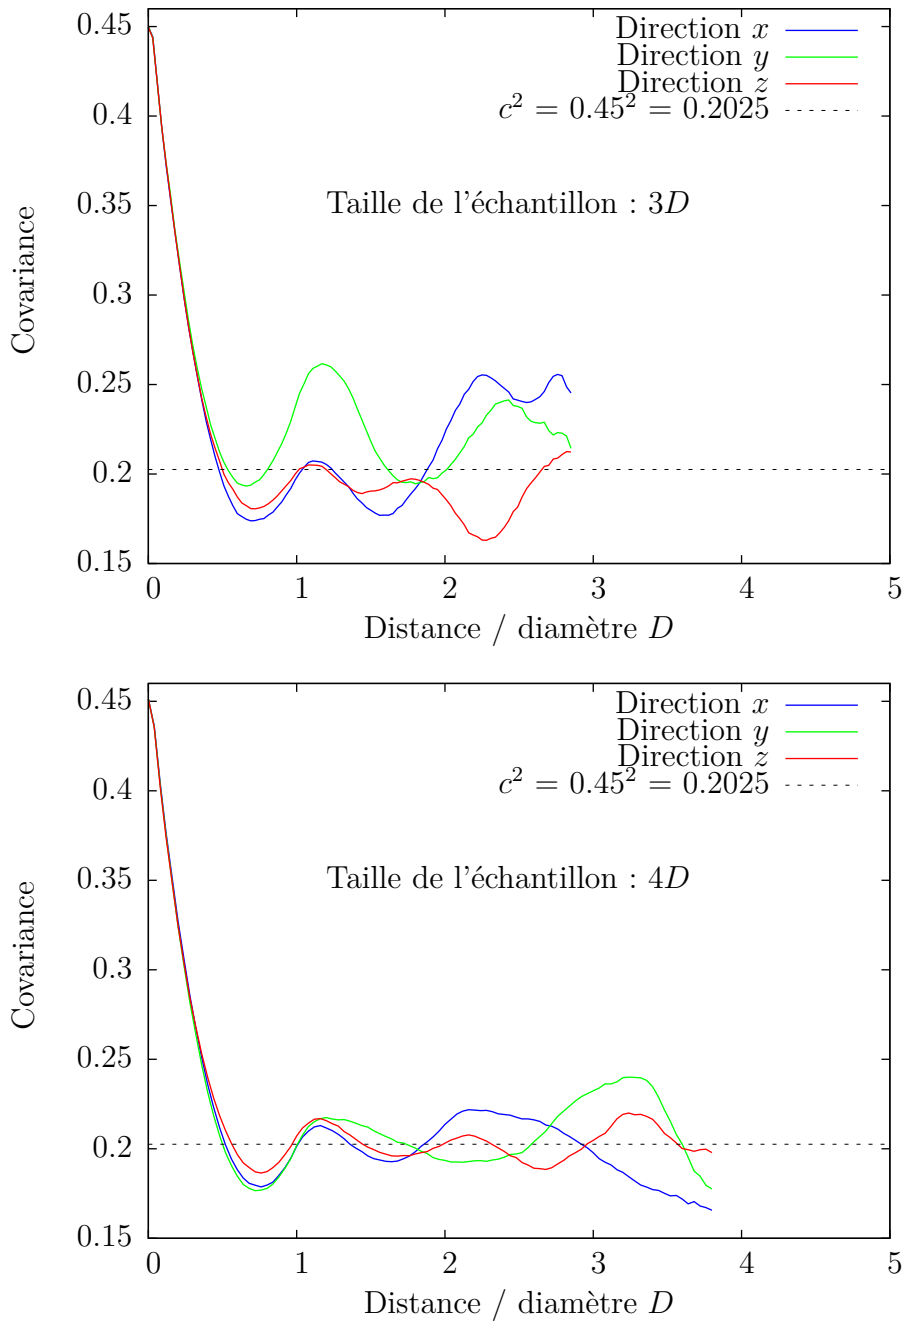 0.45
0.4
0.35
0.3
0.25
0.2
0.15
0 1 2 3 4 5
Covariance
Distance / diamètre D
Direction x
Direction y
Direction z
c² = 0.45² = 0.2025
Taille de l'échantillon : 3D
0.45
0.4
0.35
0.3
0.25
0.2
0.15
0 1 2 3 4 5
Covariance
Distance / diamètre D
Direction x
Direction y
Direction z
c² = 0.45² = 0.2025
Taille de l'échantillon : 4D